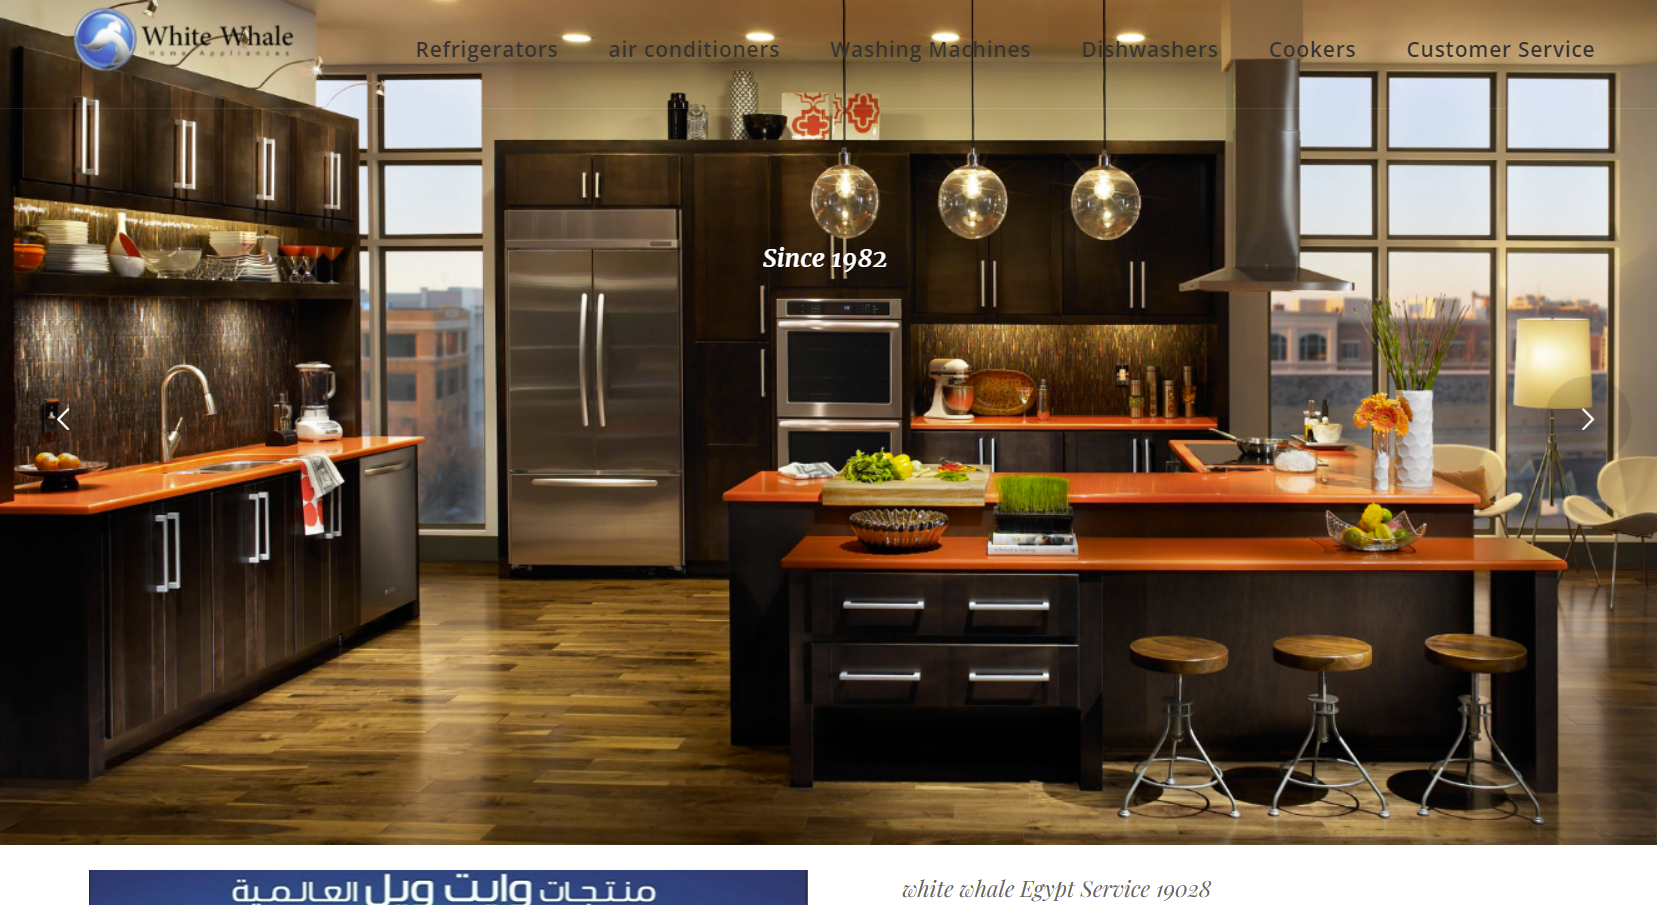 White Whale
Home Appliances
Refrigerators
air conditioners
Washing Machines
Dishwashers
Cookers
Customer Service
Since 1982
منتجات وايت ويل العالمية
white whale Egypt Service 19028